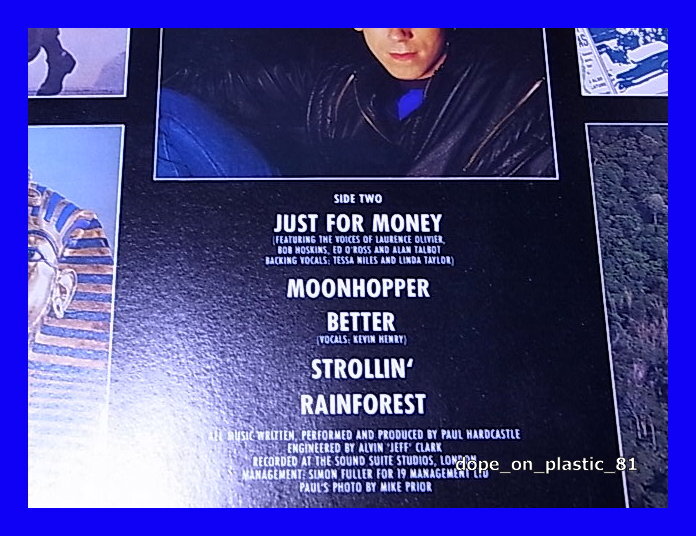 SIDE TWO
JUST FOR MONEY
(FEATURING THE VOICES OF LAURENCE OLIVIER,
BOB HOSKINS, ED O'ROSS AND ALAN TALBOT
BACKING VOCALS: TESSA NILES AND LINDA TAYLOR)
MOONHOPPER
BETTER
(VOCALS: KEVIN HENRY)
STROLLIN'
RAINFOREST
ALL MUSIC WRITTEN, PERFORMED AND PRODUCED BY PAUL HARDCASTLE
ENGINEERED BY ALVIN 'JEFF' CLARK
RECORDED AT THE SOUND SUITE STUDIOS, LONDON
MANAGEMENT: SIMON FULLER FOR 19 MANAGEMENT LTD
PAUL'S PHOTO BY MIKE PRIOR
dope_on_plastic_81